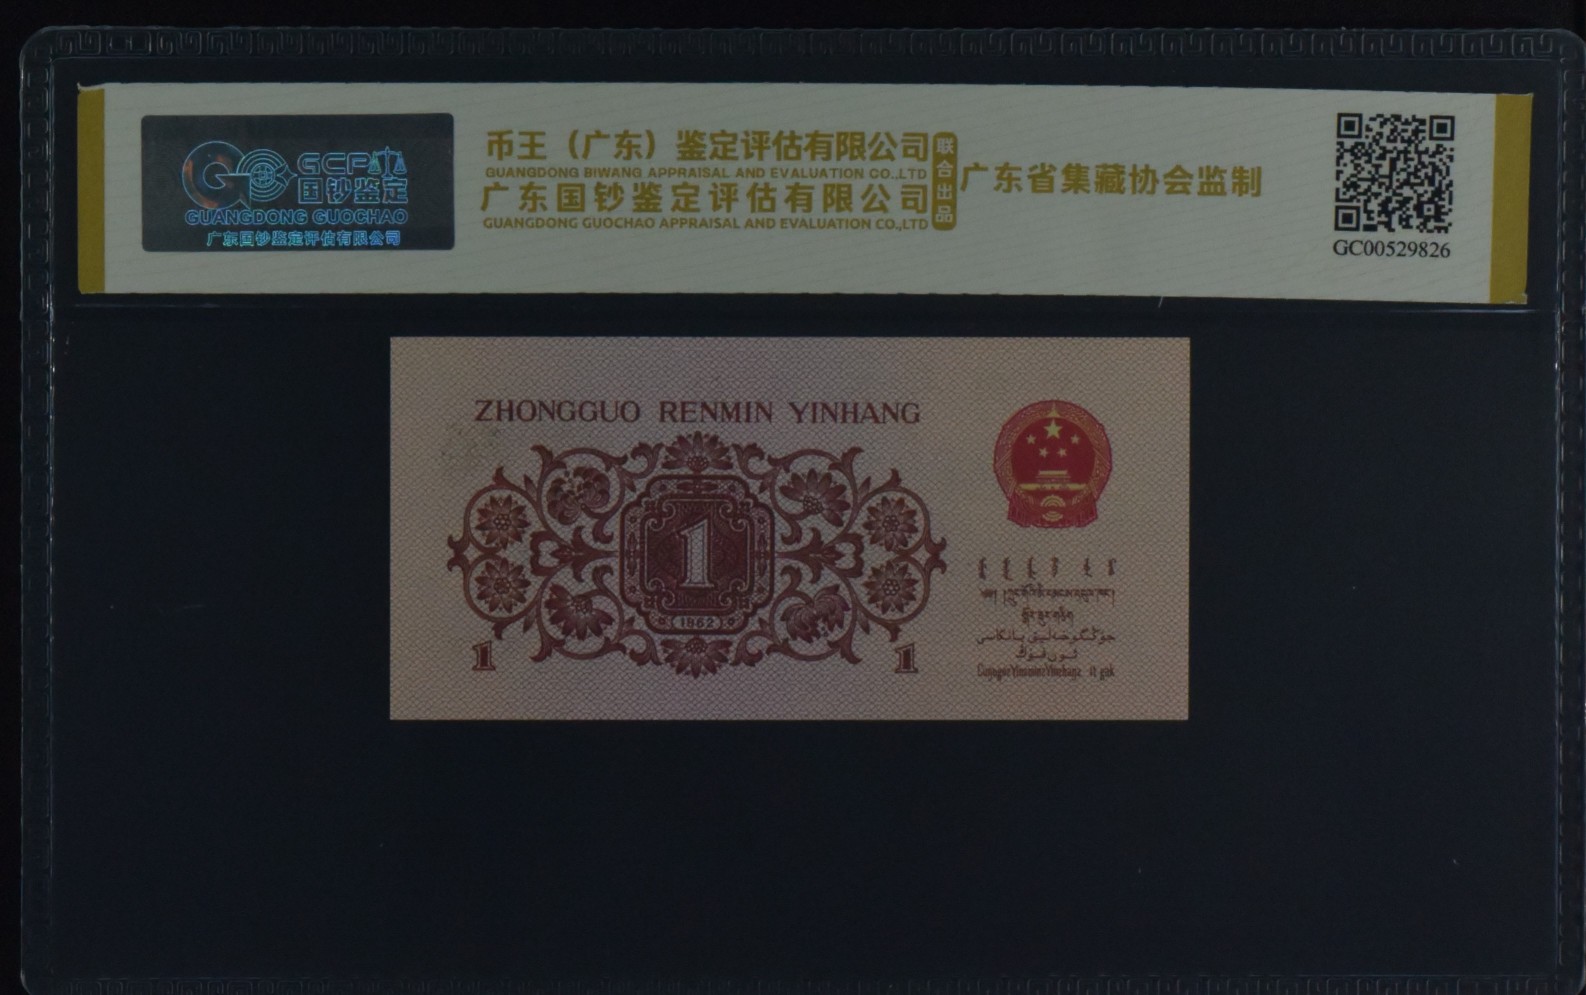 GCP
国钞鉴定
GUANGDONG GUOCHAO
广东国钞鉴定评估有限公司
币王（广东）鉴定评估有限公司
GUANGDONG BIWANG APPRAISAL AND EVALUATION CO.,LTD
广东国钞鉴定评估有限公司
GUANGDONG GUOCHAO APPRAISAL AND EVALUATION CO.,LTD
联合出品
广东省集藏协会监制
GC00529826
ZHONGGUO RENMIN YINHANG
1
1962
1
1